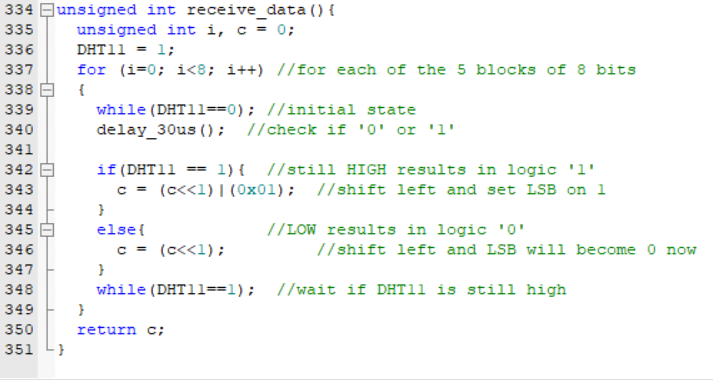 334 unsigned int receive_data(){
335 unsigned int i, c = 0;
336 DHT11 = 1;
337 for (i=0; i<8; i++) //for each of the 5 blocks of 8 bits
338 {
339 while(DHT11==0); //initial state
340 delay_30us(); //check if '0' or '1'
341
342 if(DHT11 == 1){ //still HIGH results in logic '1'
343 c = (c<<1)|(0x01); //shift left and set LSB on 1
344 }
345 else{ //LOW results in logic '0'
346 c = (c<<1); //shift left and LSB will become 0 now
347 }
348 while(DHT11==1); //wait if DHT11 is still high
349 }
350 return c;
351 }